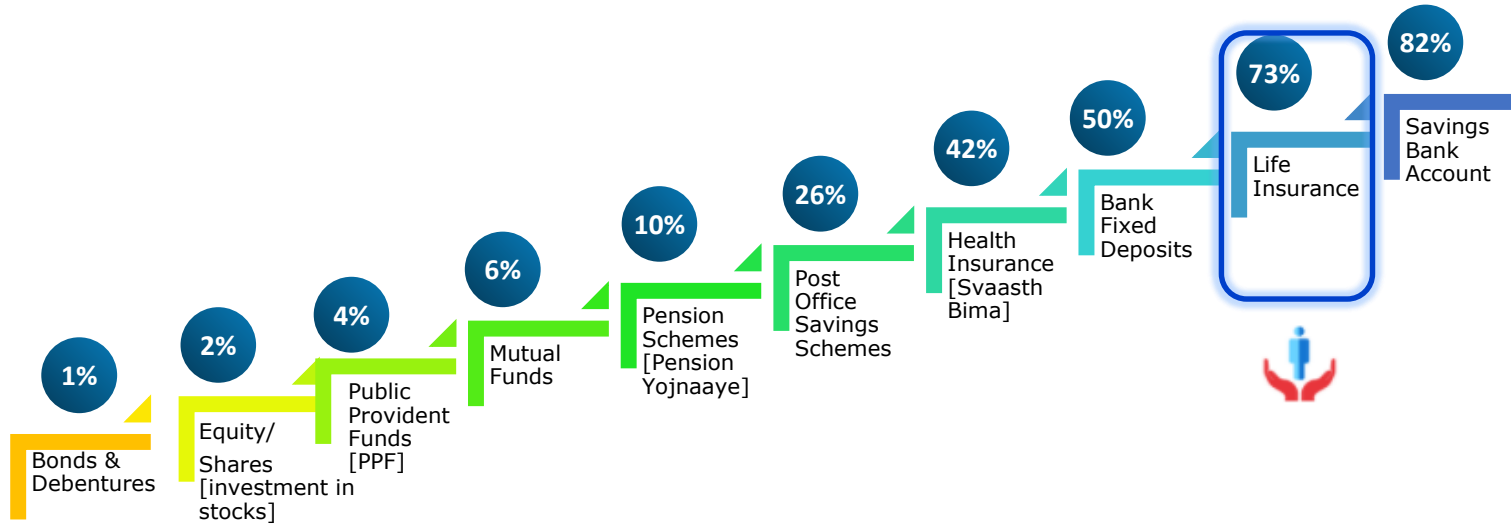 1%
Bonds &
Debentures
2%
Equity/
Shares
[investment in
stocks]
4%
Public
Provident
Funds
[PPF]
6%
Mutual
Funds
10%
Pension
Schemes
[Pension
Yojnaaye]
26%
Post
Office
Savings
Schemes
42%
Health
Insurance
[Svaasth
Bima]
50%
Bank
Fixed
Deposits
73%
Life
Insurance
82%
Savings
Bank
Account